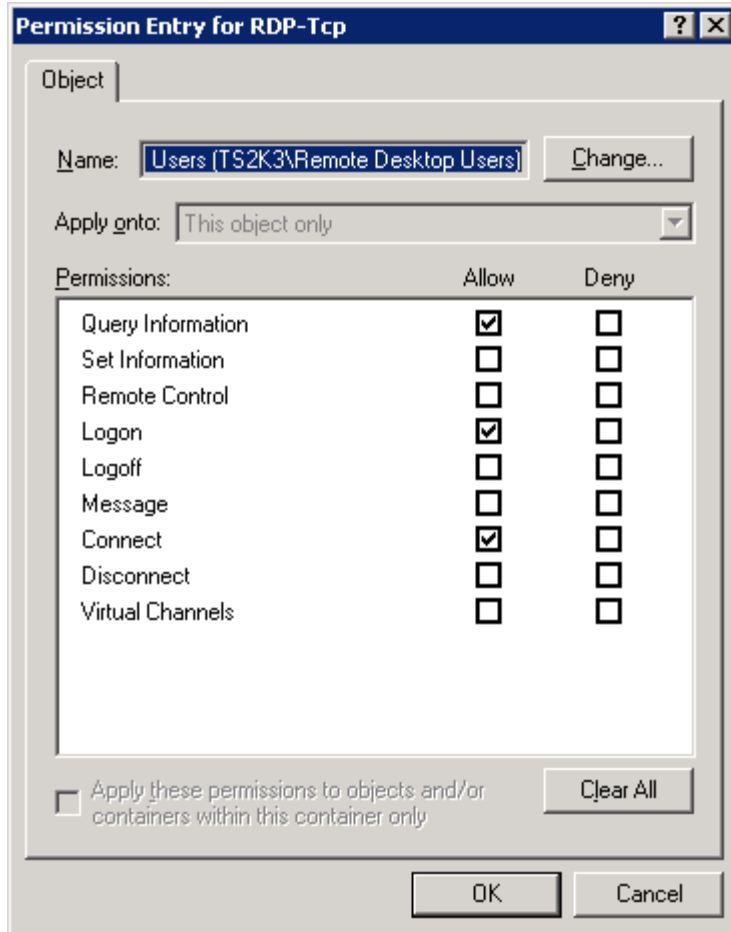 Permission Entry for RDP-Tcp
Object
Name: Users (TS2K3\Remote Desktop Users) Change...
Apply onto: This object only
Permissions: Allow Deny
Query Information
Set Information
Remote Control
Logon
Logoff
Message
Connect
Disconnect
Virtual Channels
Apply these permissions to objects and/or
containers within this container only
Clear All
OK Cancel